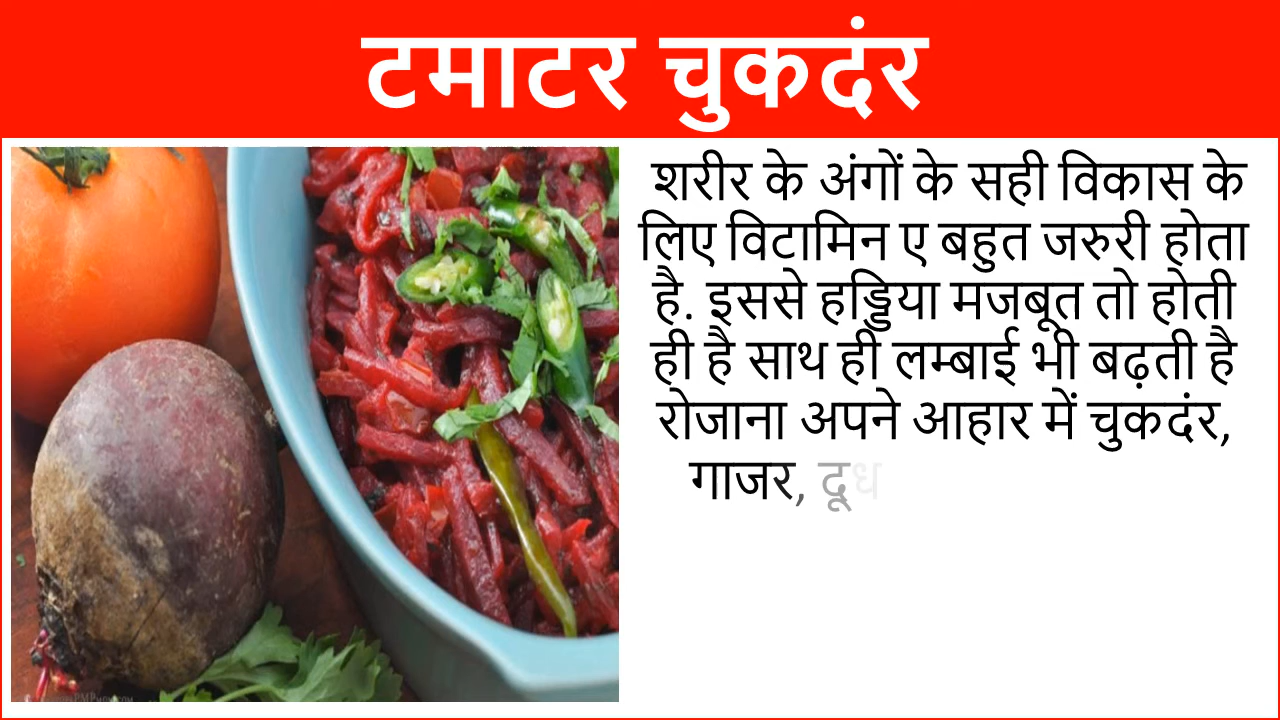 टमाटर चुकदंर
शरीर के अंगों के सही विकास के
लिए विटामिन ए बहुत जरुरी होता
है. इससे हड्डिया मजबूत तो होती
ही है साथ ही लम्बाई भी बढ़ती है
रोजाना अपने आहार में चुकदंर,
गाजर, दूध